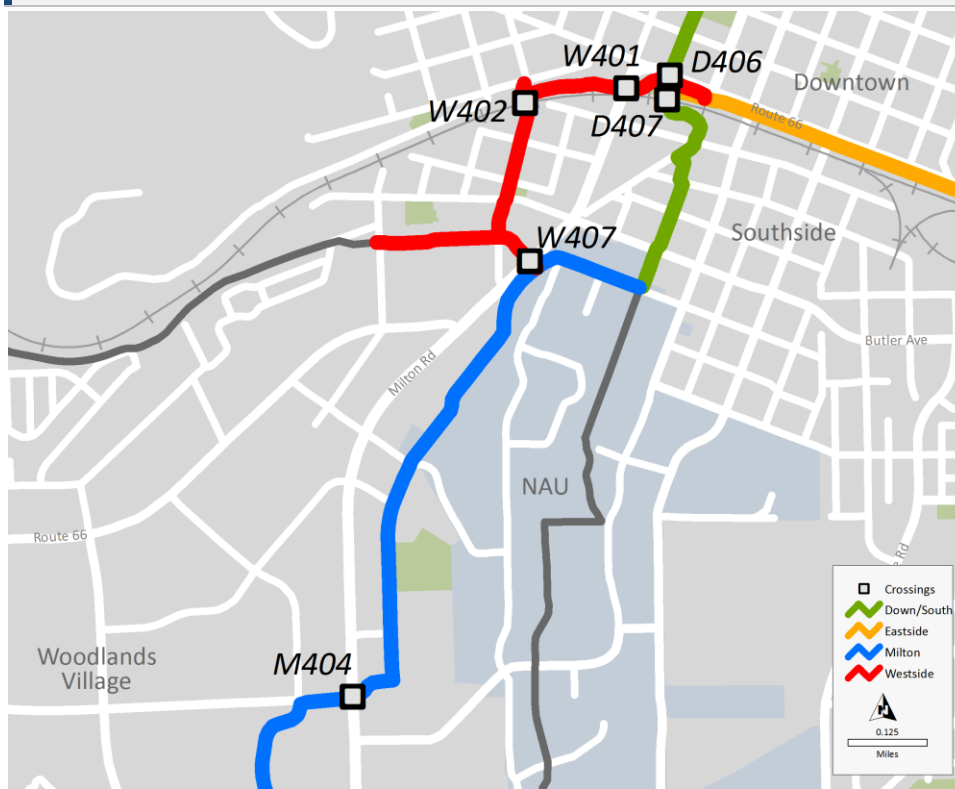 W401
D406
Downtown
W402
D407
Route 66
Southside
W407
Butler Ave
Milton Rd
NAU
Route 66
Rd
Crossings
Down/South
Eastside
Milton
Westside
Woodlands
Village
M404
N
0.125
Miles